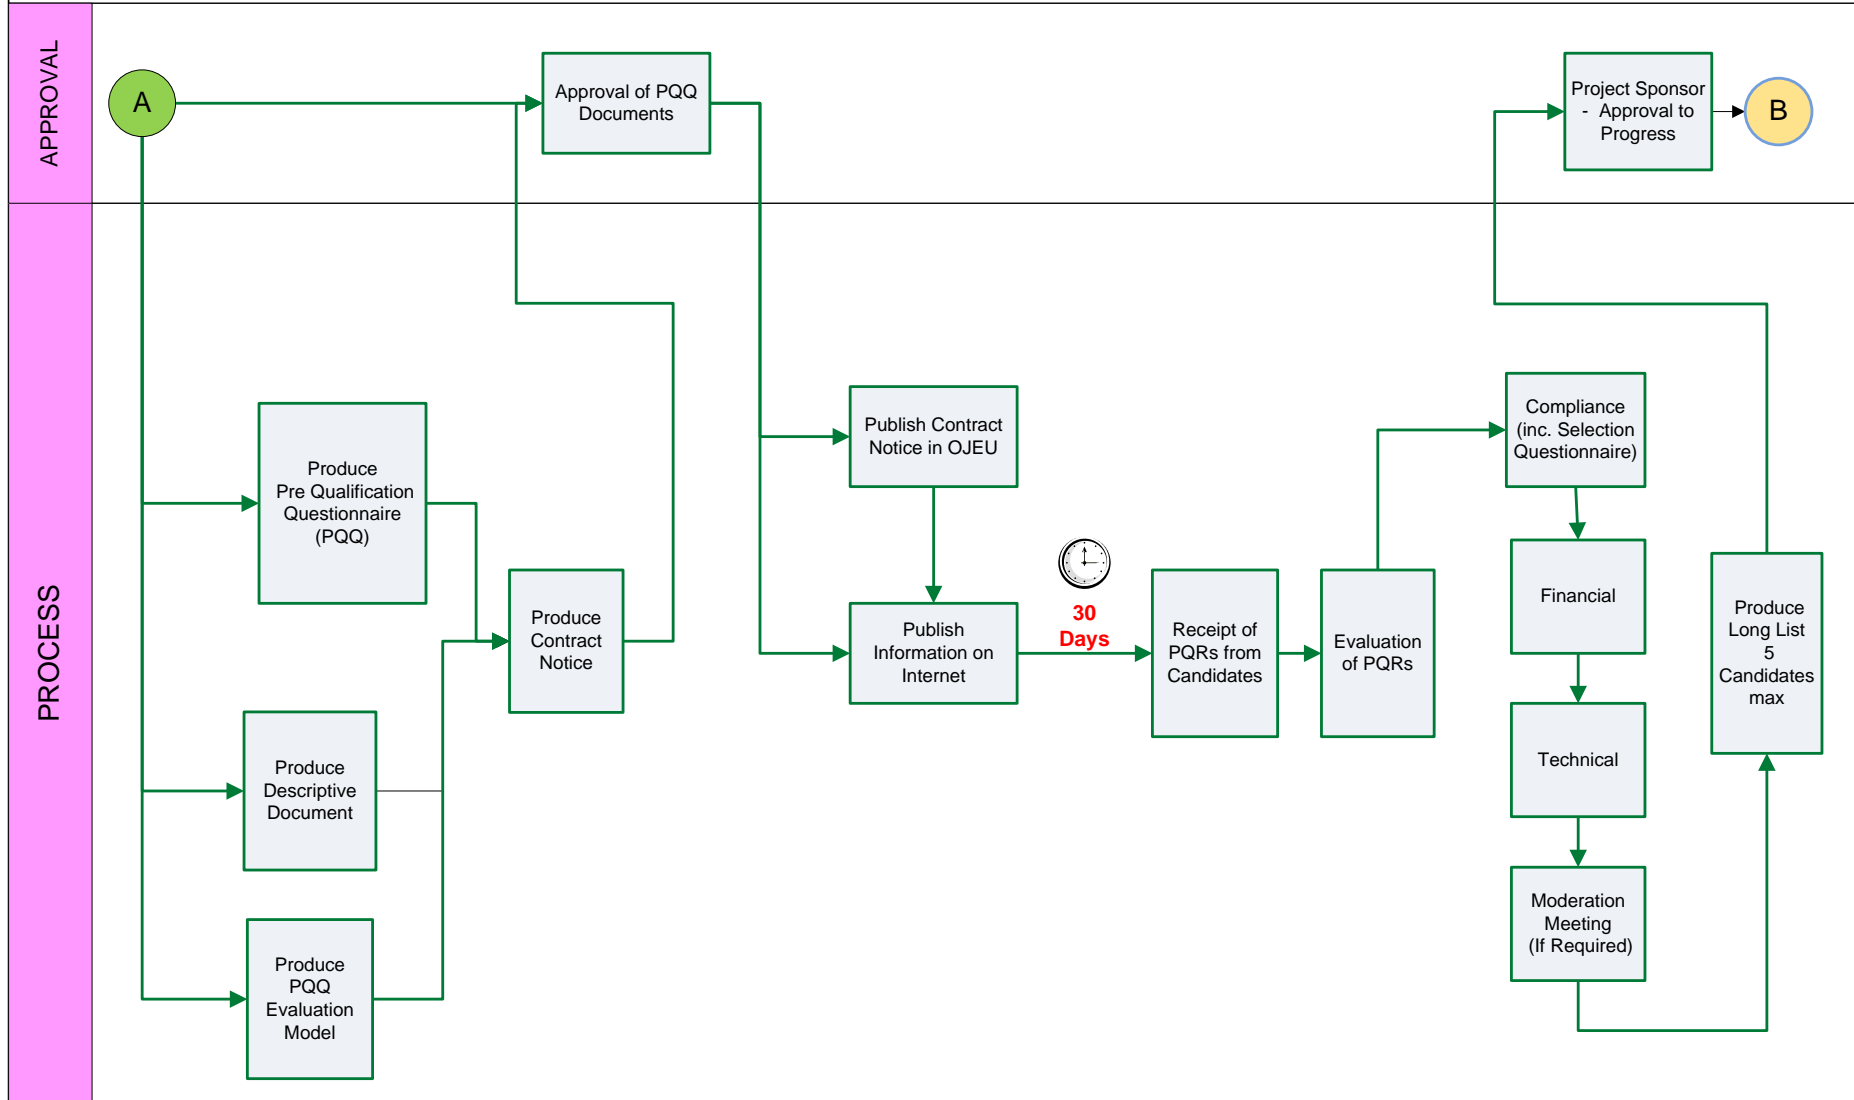 APPROVAL
A
Approval of PQQ
Documents
Project Sponsor
- Approval to
Progress
B
PROCESS
Produce
Pre Qualification
Questionnaire
(PQQ)
Produce
Descriptive
Document
Produce
PQQ
Evaluation
Model
Produce
Contract
Notice
Publish Contract
Notice in OJEU
Publish
Information on
Internet
30
Days
Receipt of
PQRs from
Candidates
Evaluation
of PQRs
Compliance
(inc. Selection
Questionnaire)
Financial
Technical
Moderation
Meeting
(If Required)
Produce
Long List
5
Candidates
max